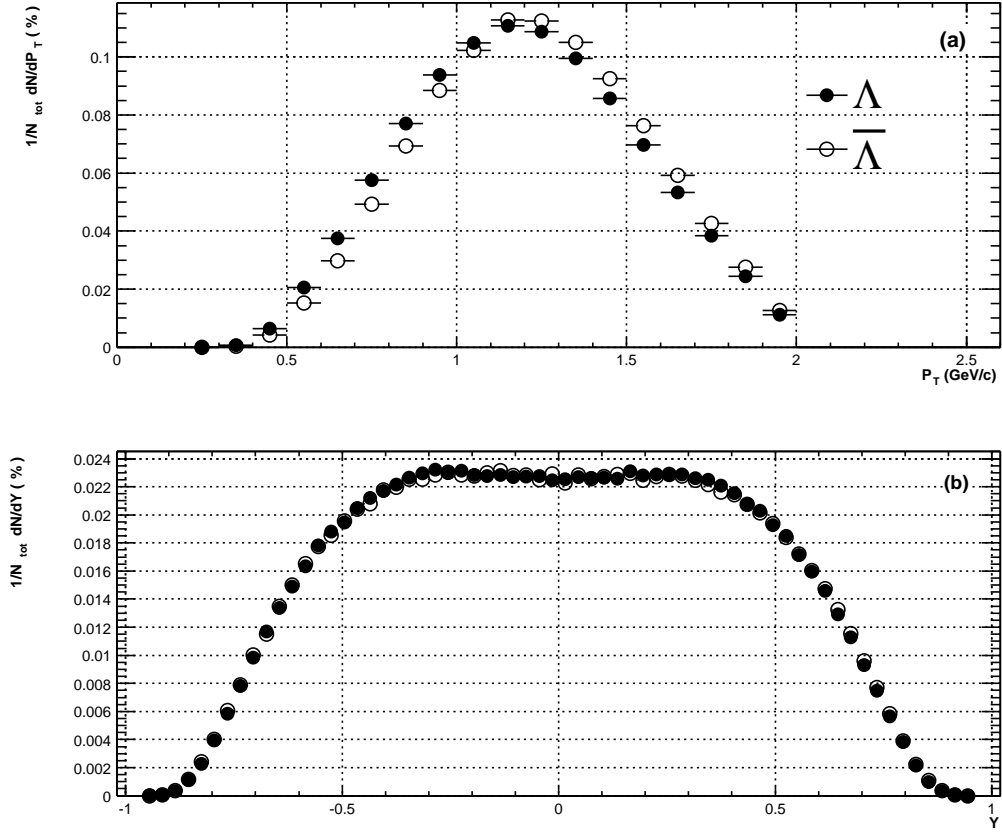 1/N tot dN/dP T (%)
(a)
0.1
Λ
0.08
Λ̅
0.06
0.04
0.02
0
0 0.5 1 1.5 2 2.5
P T (GeV/c)
1/N tot dN/dY (%)
(b)
0.024
0.022
0.02
0.018
0.016
0.014
0.012
0.01
0.008
0.006
0.004
0.002
0
-1 -0.5 0 0.5 1
Y